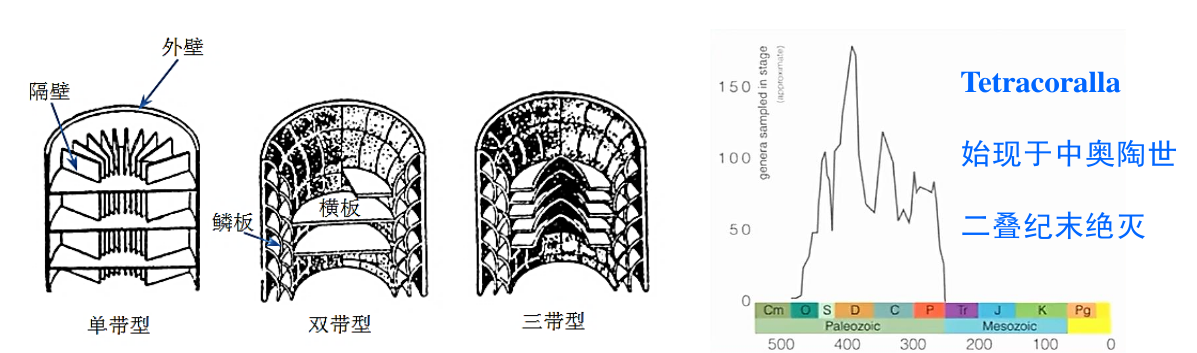 外壁
隔壁
鳞板
横板
单带型
双带型
三带型
genera sampled in stage
(approximate)
150
100
50
0
Tetracoralla
始现于中奥陶世
二叠纪末绝灭
Cm O S D C P Tr J K Pg
Paleozoic Mesozoic
500 400 300 200 100 0